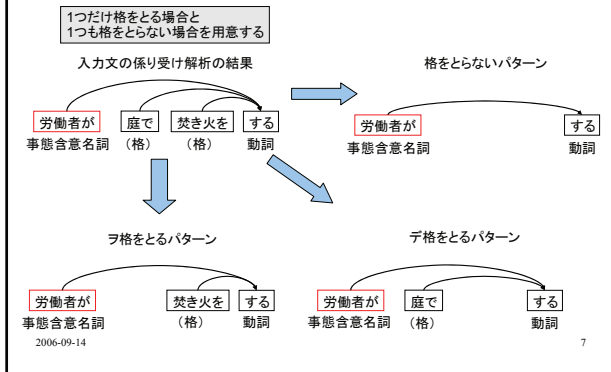 1つだけ格をとる場合と
1つも格をとらない場合を用意する
入力文の係り受け解析の結果
労働者が 庭で 焚き火を する
事態含意名詞 (格) (格) 動詞
格をとらないパターン
労働者が する
事態含意名詞 動詞
ヲ格をとるパターン
労働者が 焚き火を する
事態含意名詞 (格) 動詞
デ格をとるパターン
労働者が 庭で する
事態含意名詞 (格) 動詞
2006-09-14 7